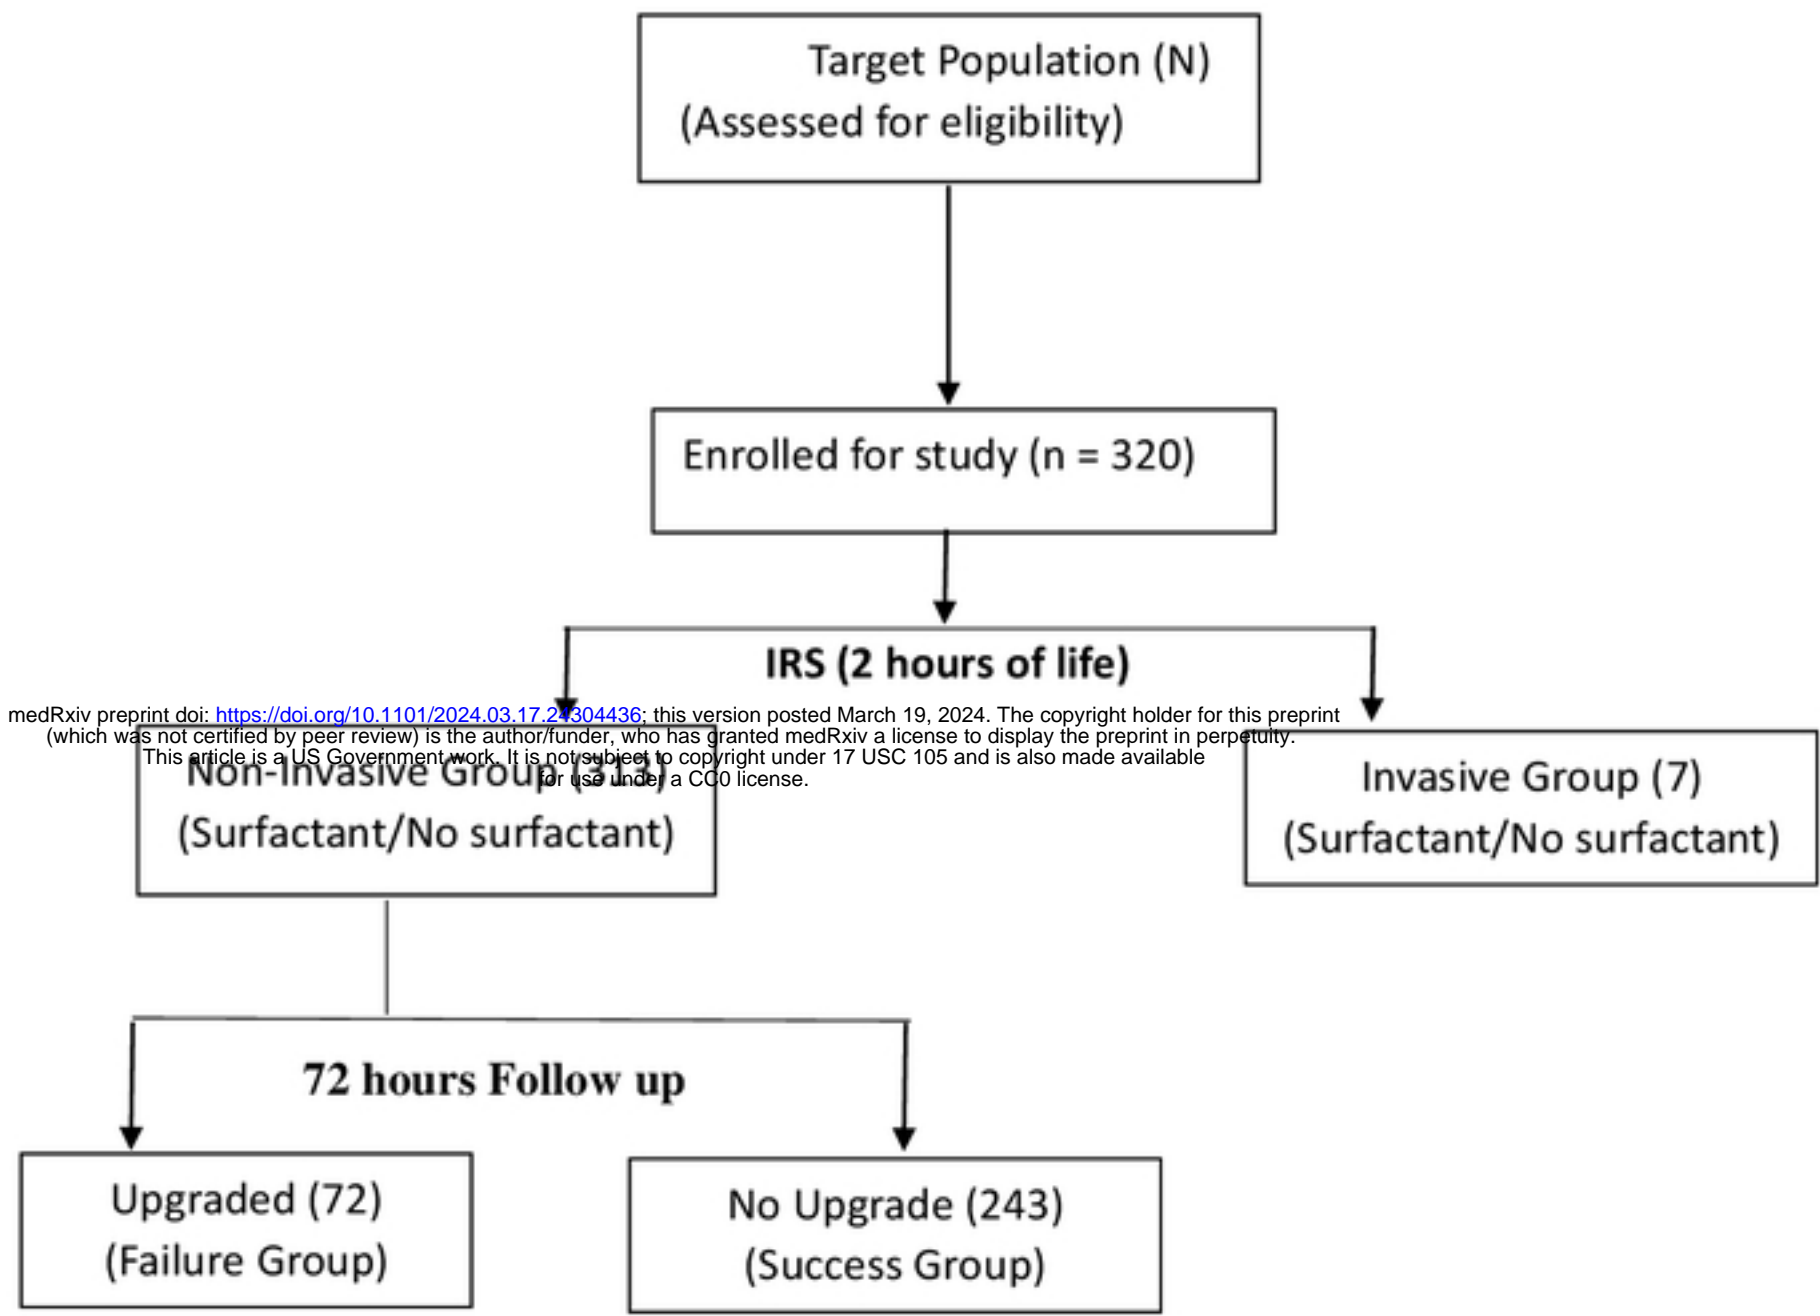 Target Population (N)
(Assessed for eligibility)
Enrolled for study (n = 320)
IRS (2 hours of life)
medRxiv preprint doi: https://doi.org/10.1101/2024.03.17.24304436; this version posted March 19, 2024. The copyright holder for this preprint
(which was not certified by peer review) is the author/funder, who has granted medRxiv a license to display the preprint in perpetuity.
This article is a US Government work. It is not subject to copyright under 17 USC 105 and is also made available
for use under a CC0 license.
Non-Invasive Group (313)
(Surfactant/No surfactant)
Invasive Group (7)
(Surfactant/No surfactant)
72 hours Follow up
Upgraded (72)
(Failure Group)
No Upgrade (243)
(Success Group)